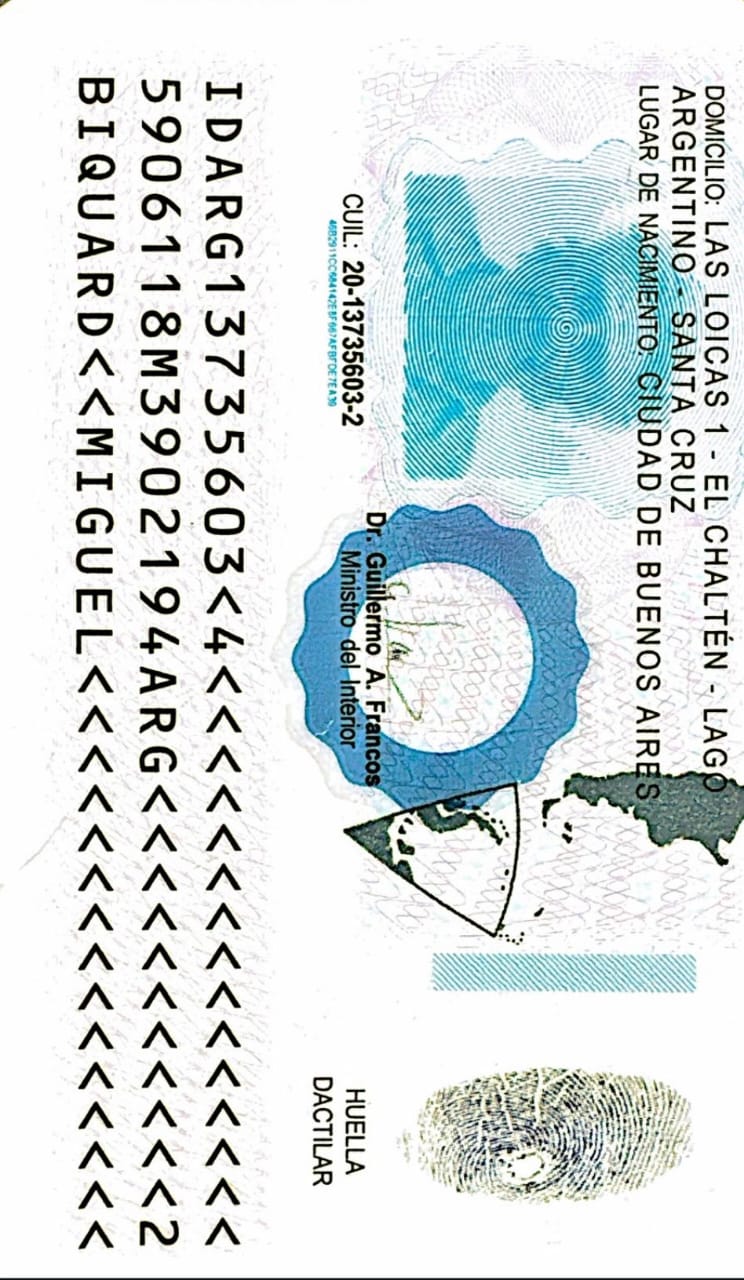 DOMICILIO: LAS LOICAS 1 - EL CHALTÉN - LAGO
ARGENTINO - SANTA CRUZ
LUGAR DE NACIMIENTO: CIUDAD DE BUENOS AIRES
Dr. Guillermo A. Francos
Ministro del Interior
CUIL: 20-13735603-2
HUELLA
DACTILAR
IDARG13735603<4<<<<<<<<<<<<<<<
5906118M3902194ARG<<<<<<<<<<<2
BIQUARD<<MIGUEL<<<<<<<<<<<<<<<